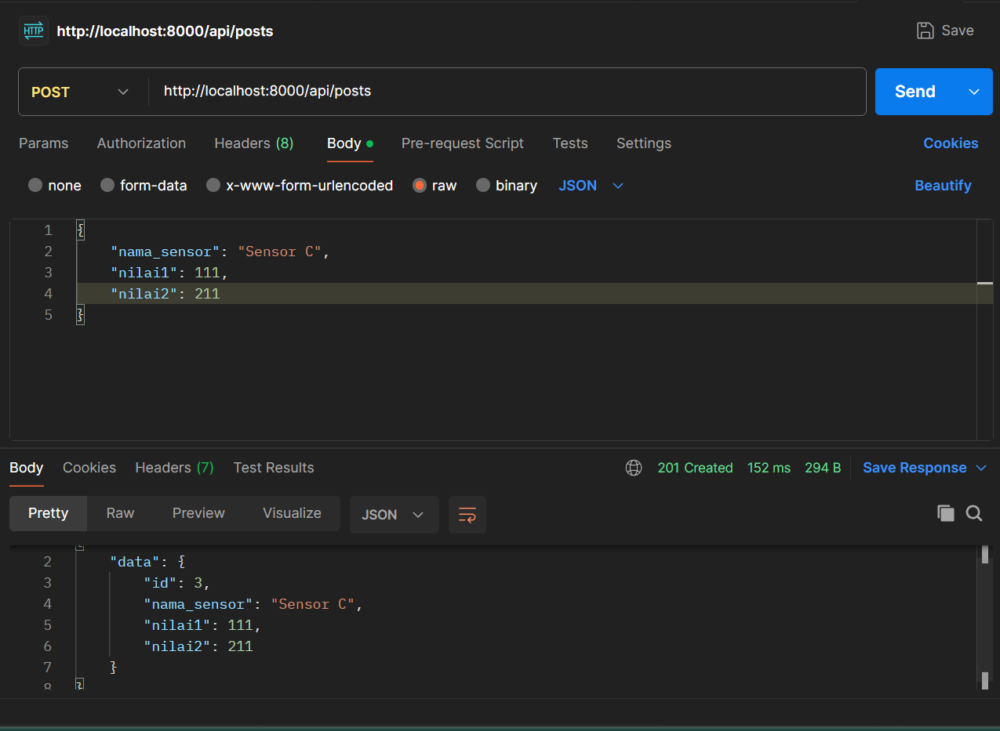 HTTP http://localhost:8000/api/posts Save
POST http://localhost:8000/api/posts Send
Params Authorization Headers (8) Body Pre-request Script Tests Settings Cookies
none form-data x-www-form-urlencoded raw binary JSON Beautify
1 {
2 "nama_sensor": "Sensor C",
3 "nilai1": 111,
4 "nilai2": 211
5 }
Body Cookies Headers (7) Test Results 201 Created 152 ms 294 B Save Response
Pretty Raw Preview Visualize JSON
2 "data": {
3 "id": 3,
4 "nama_sensor": "Sensor C",
5 "nilai1": 111,
6 "nilai2": 211
7 }
8 }